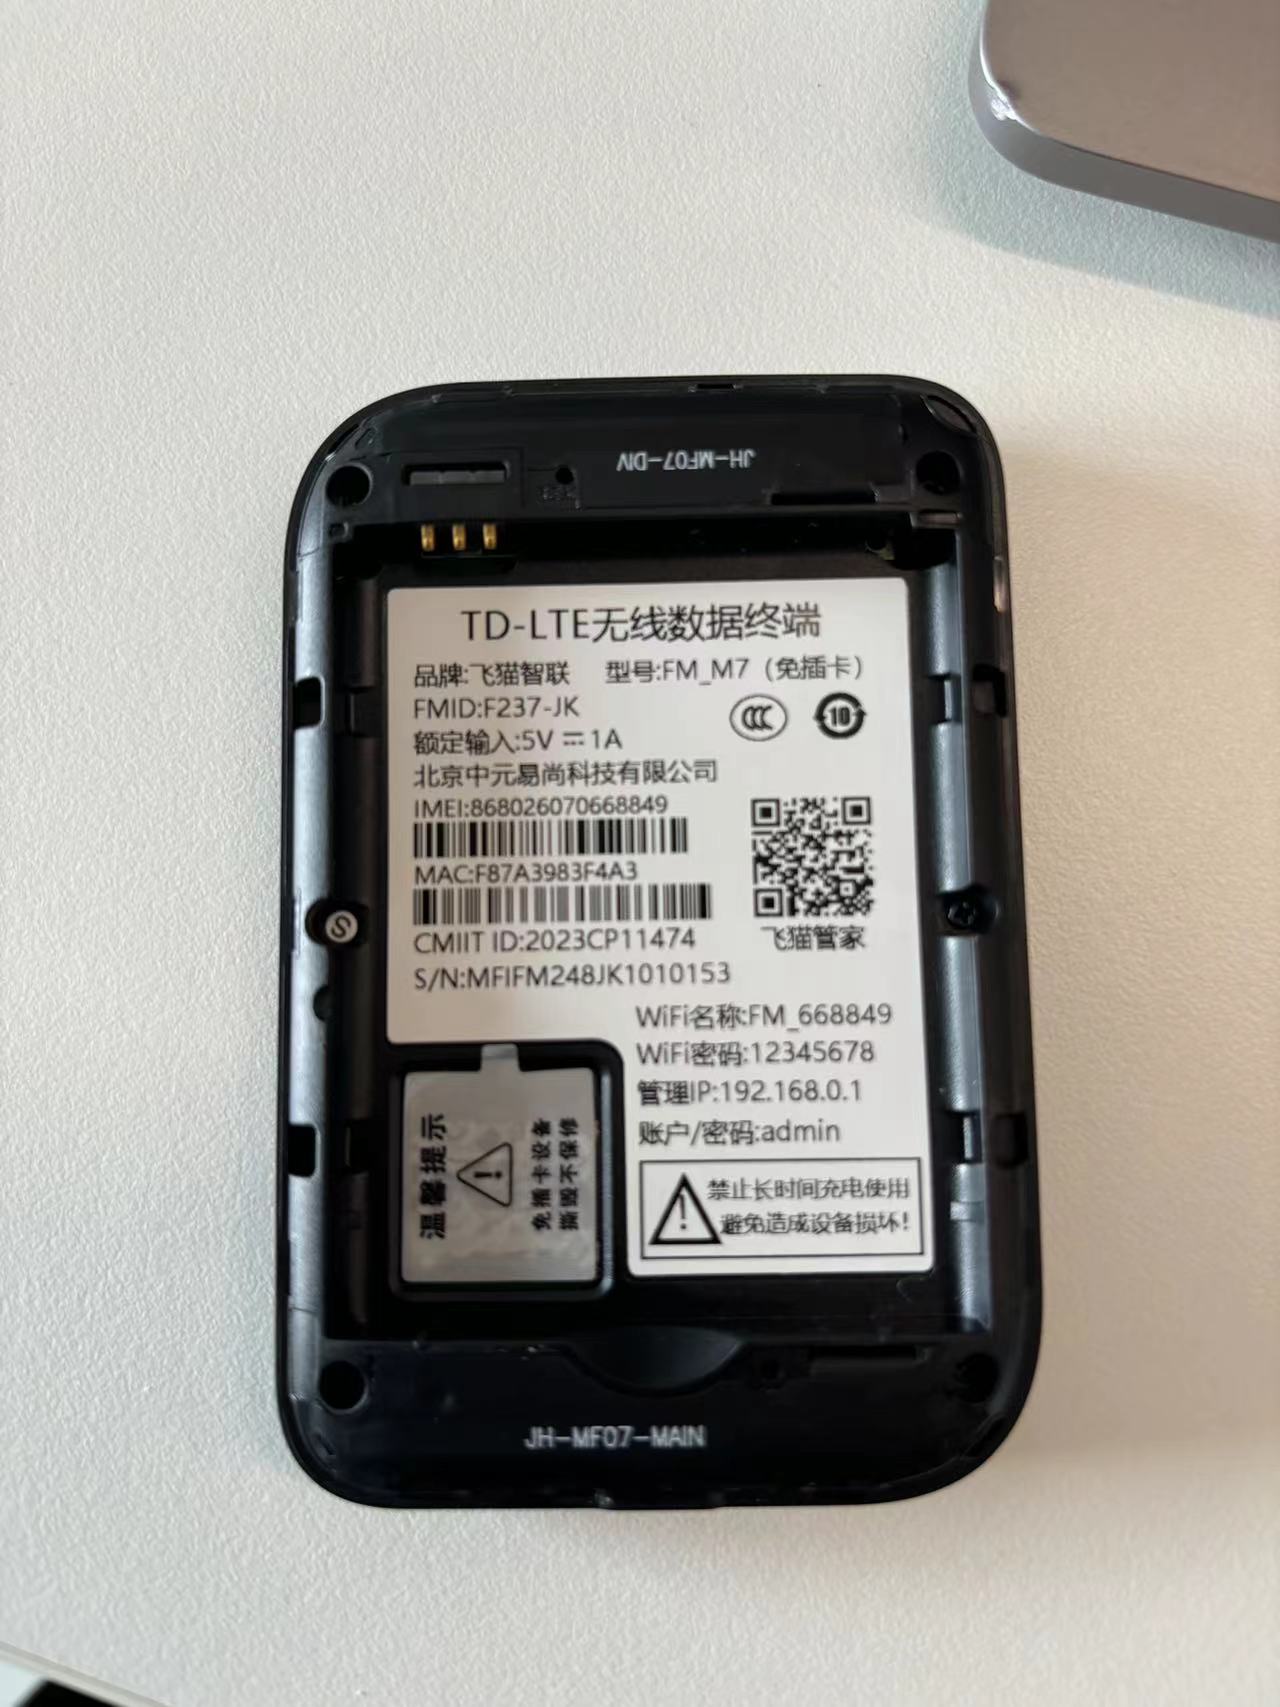 JH-MF07-DIV
TD-LTE无线数据终端
品牌:飞猫智联 型号:FM_M7（免插卡）
FMID:F237-JK
额定输入:5V⎓1A
CCC 10
北京中元易尚科技有限公司
IMEI:868026070668849
MAC:F87A3983F4A3
CMIIT ID:2023CP11474
飞猫管家
S/N:MFIFM248JK1010153
WiFi名称:FM_668849
WiFi密码:12345678
管理IP:192.168.0.1
账户/密码:admin
禁止长时间充电使用
避免造成设备损坏!
温馨提示
免插卡设备
撕毁不保修
S
JH-MF07-MAIN